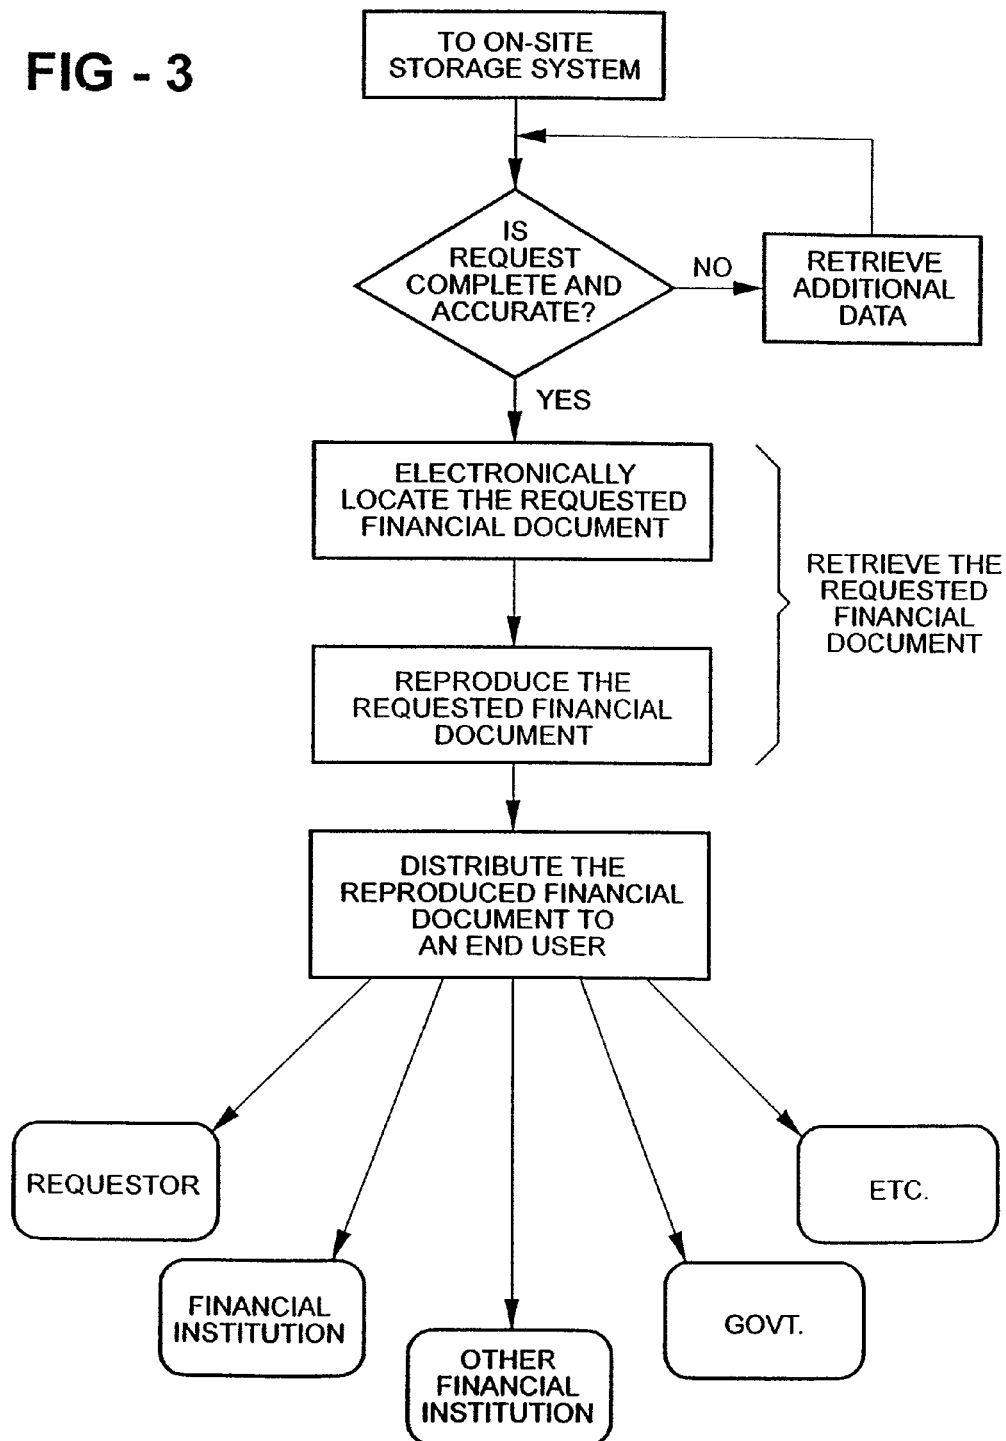 FIG - 3
TO ON-SITE
STORAGE SYSTEM
IS
REQUEST
COMPLETE AND
ACCURATE?
NO
RETRIEVE
ADDITIONAL
DATA
YES
ELECTRONICALLY
LOCATE THE REQUESTED
FINANCIAL DOCUMENT
RETRIEVE THE
REQUESTED
FINANCIAL
DOCUMENT
REPRODUCE THE
REQUESTED FINANCIAL
DOCUMENT
DISTRIBUTE THE
REPRODUCED FINANCIAL
DOCUMENT TO
AN END USER
REQUESTOR
FINANCIAL
INSTITUTION
OTHER
FINANCIAL
INSTITUTION
GOVT.
ETC.